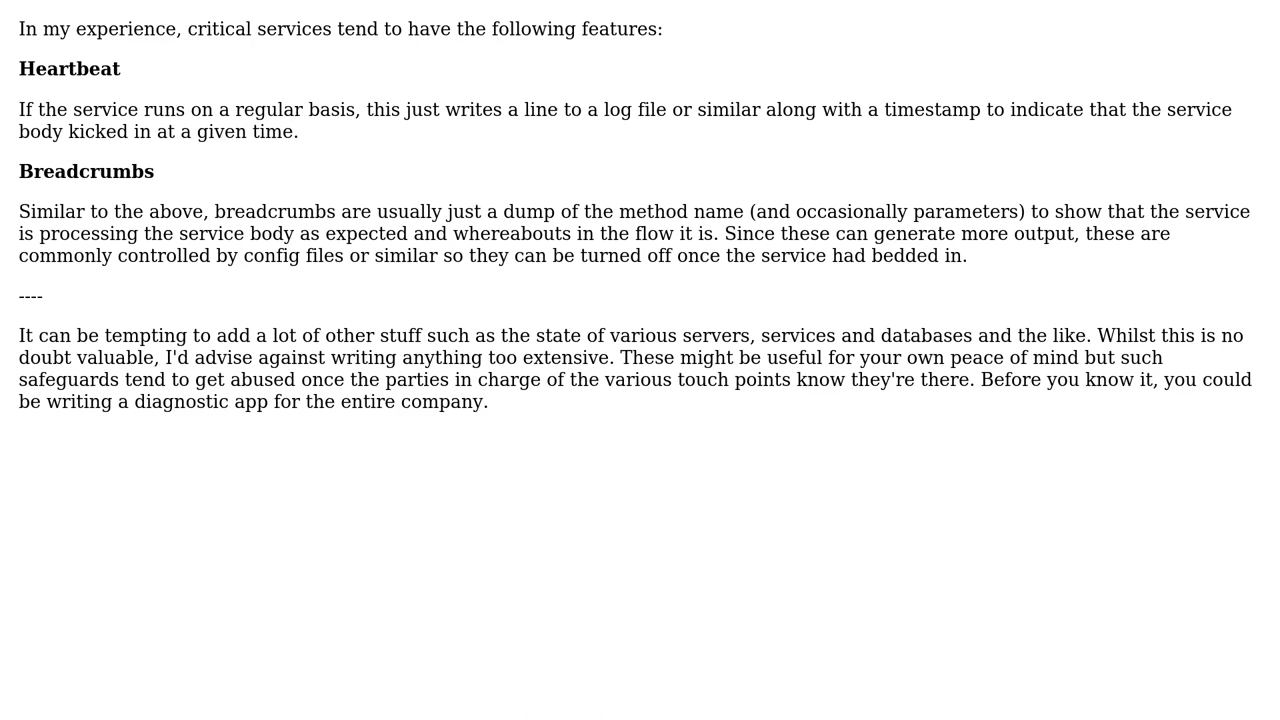 In my experience, critical services tend to have the following features:
Heartbeat
If the service runs on a regular basis, this just writes a line to a log file or similar along with a timestamp to indicate that the service
body kicked in at a given time.
Breadcrumbs
Similar to the above, breadcrumbs are usually just a dump of the method name (and occasionally parameters) to show that the service
is processing the service body as expected and whereabouts in the flow it is. Since these can generate more output, these are
commonly controlled by config files or similar so they can be turned off once the service had bedded in.
----
It can be tempting to add a lot of other stuff such as the state of various servers, services and databases and the like. Whilst this is no
doubt valuable, I'd advise against writing anything too extensive. These might be useful for your own peace of mind but such
safeguards tend to get abused once the parties in charge of the various touch points know they're there. Before you know it, you could
be writing a diagnostic app for the entire company.